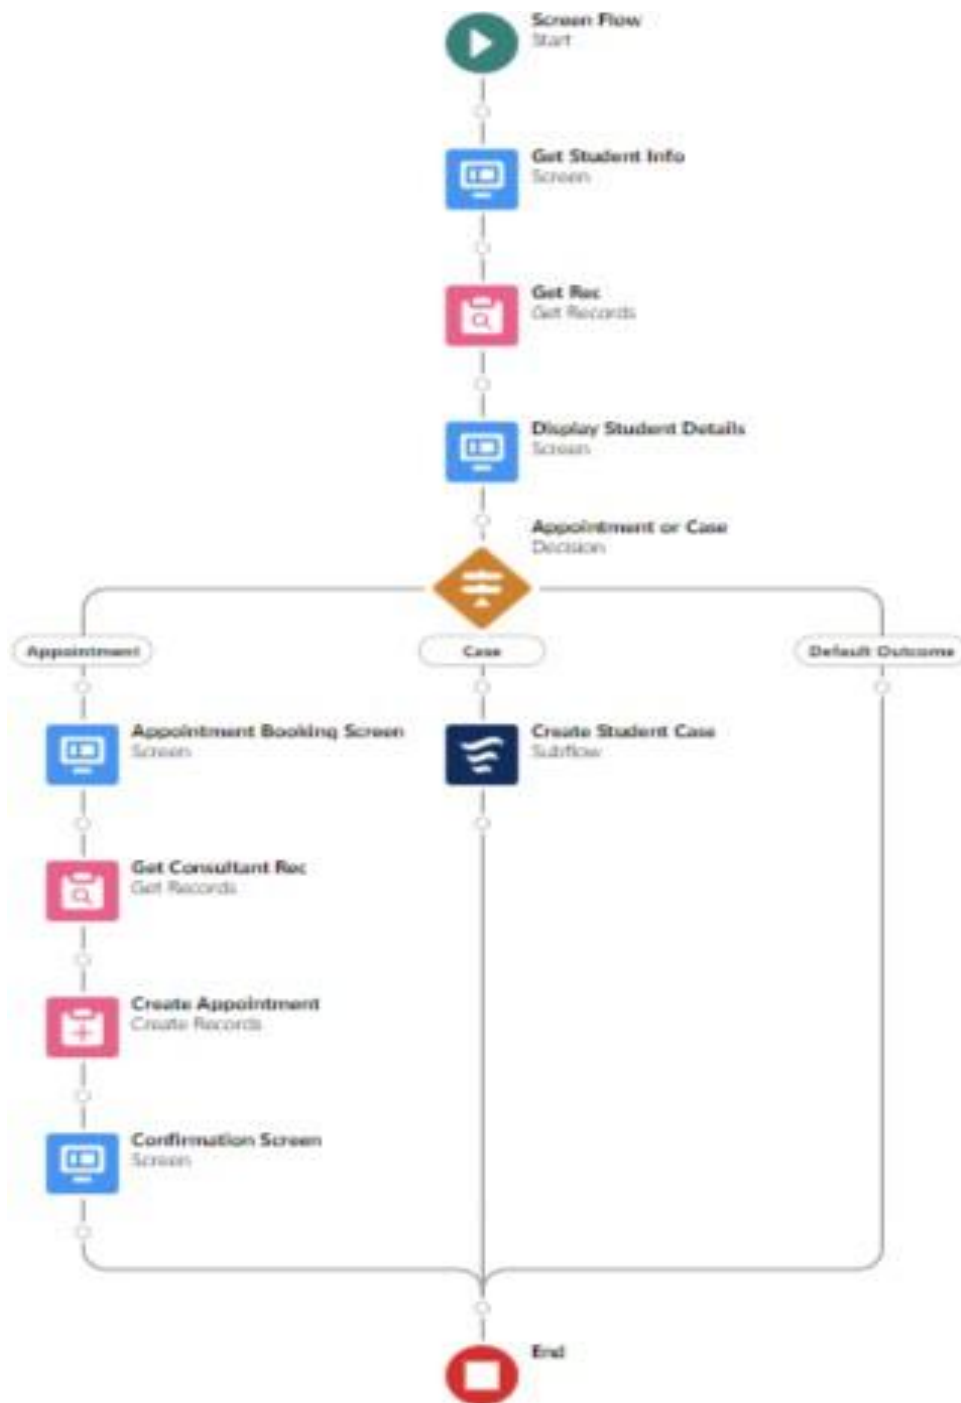 Screen Flow
Start
Get Student Info
Screen
Get Rec
Get Records
Display Student Details
Screen
Appointment or Case
Decision
Appointment
Case
Default Outcome
Appointment Booking Screen
Screen
Create Student Case
Subflow
Get Consultant Rec
Get Records
Create Appointment
Create Records
Confirmation Screen
Screen
End